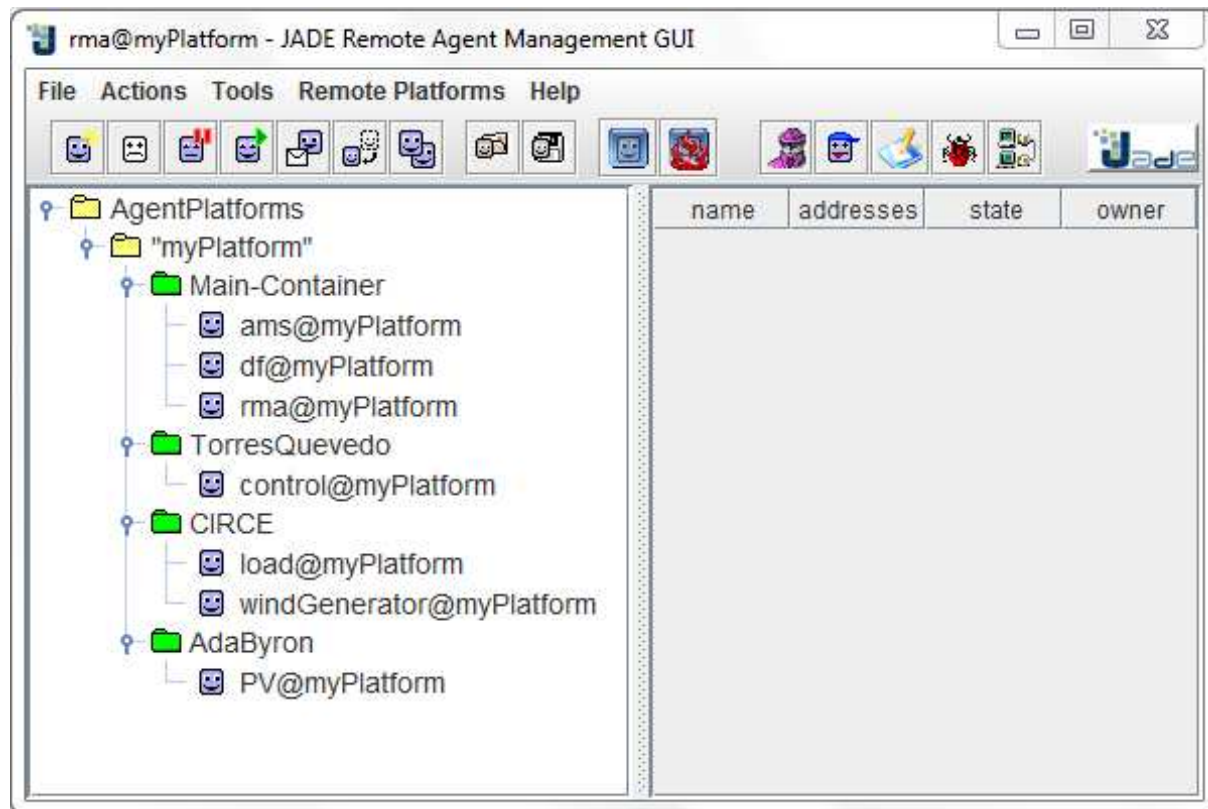 rma@myPlatform - JADE Remote Agent Management GUI
File Actions Tools Remote Platforms Help
Jade
AgentPlatforms
"myPlatform"
Main-Container
ams@myPlatform
df@myPlatform
rma@myPlatform
TorresQuevedo
control@myPlatform
CIRCE
load@myPlatform
windGenerator@myPlatform
AdaByron
PV@myPlatform
name addresses state owner